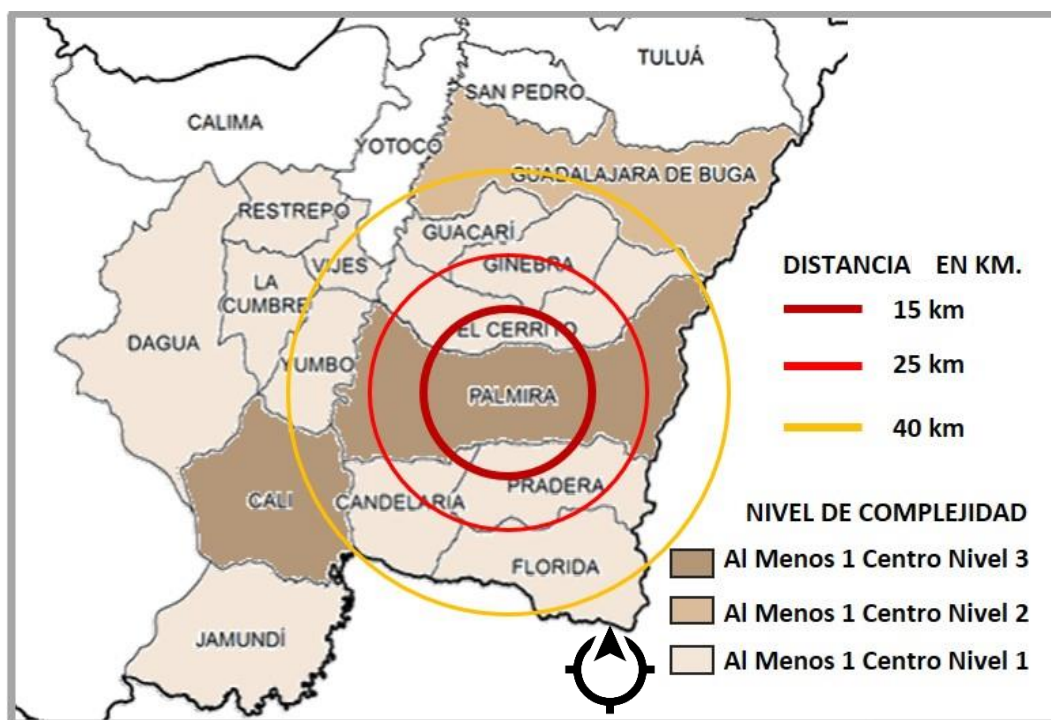 TULUÁ
SAN PEDRO
CALIMA
YOTOCO
GUADALAJARA DE BUGA
RESTREPO
GUACARÍ
VIJES
GINEBRA
LA
CUMBRE
DAGUA
EL CERRITO
YUMBO
PALMIRA
PRADERA
CALI
CANDELARIA
FLORIDA
JAMUNDÍ
DISTANCIA EN KM.
15 km
25 km
40 km
NIVEL DE COMPLEJIDAD
Al Menos 1 Centro Nivel 3
Al Menos 1 Centro Nivel 2
Al Menos 1 Centro Nivel 1